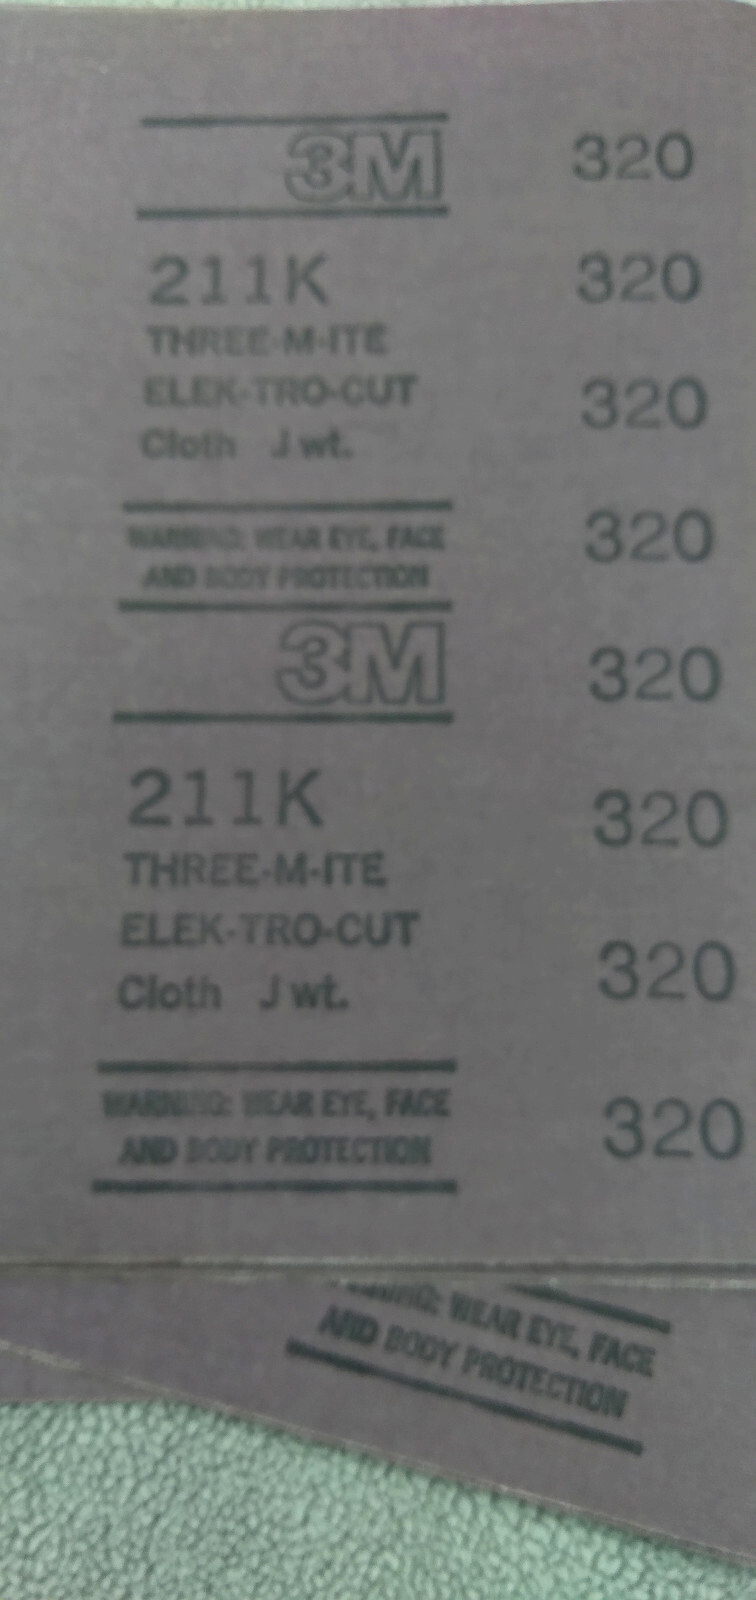 3M
211K
THREE-M-ITE
ELEK-TRO-CUT
Cloth J wt.
WARNING: WEAR EYE, FACE
AND BODY PROTECTION
3M
211K
THREE-M-ITE
ELEK-TRO-CUT
Cloth J wt.
WARNING: WEAR EYE, FACE
AND BODY PROTECTION
320
320
320
320
320
320
320
320
WEAR EYE, FACE
AND BODY PROTECTION